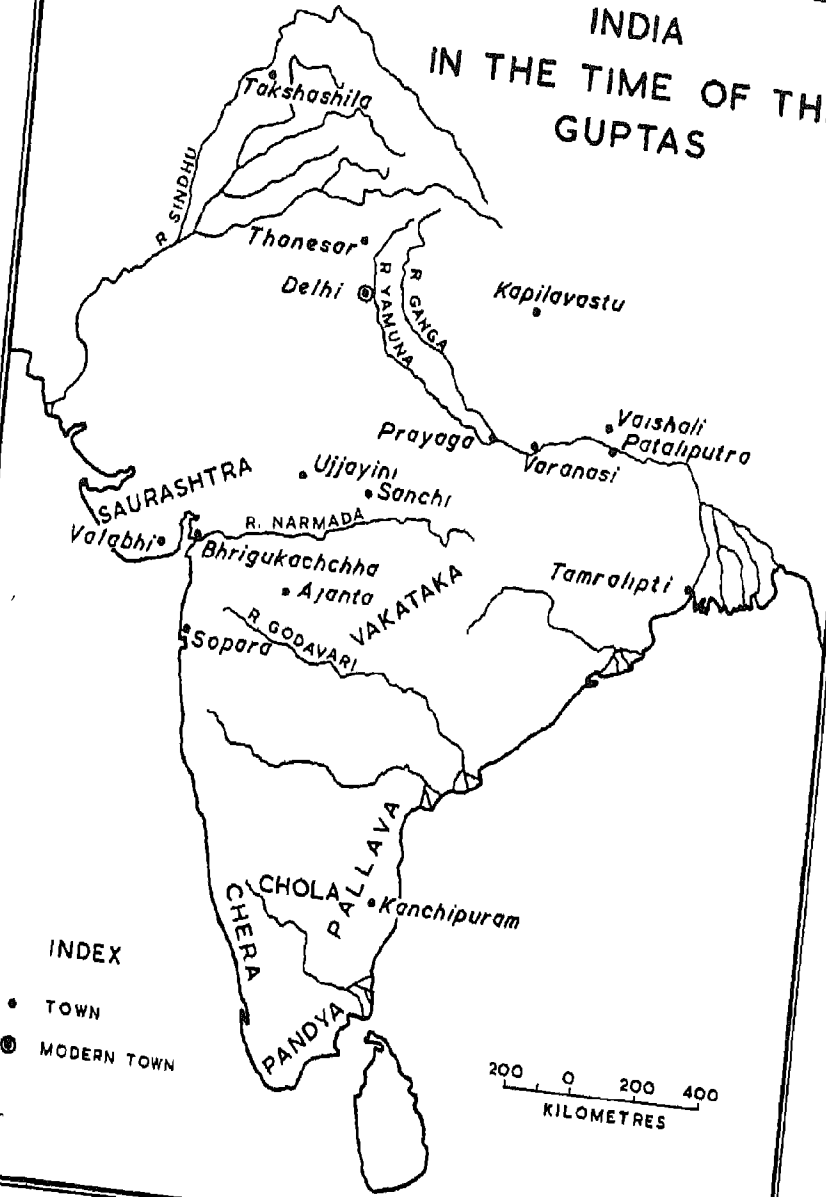 INDIA
IN THE TIME OF TH
GUPTAS
Takshashila
R SINDHU
Thanesar
Delhi
R YAMUNA
R GANGA
Kapilavastu
Prayaga
Varanasi
Vaishali
Pataliputra
Ujjayini
Sanchi
SAURASHTRA
R. NARMADA
Valabhi
Bhrigukachchha
Ajanta
VAKATAKA
Tamralipti
Sopara
R GODAVARI
PALLAVA
CHOLA
Kanchipuram
CHERA
PANDYA
INDEX
TOWN
MODERN TOWN
200 0 200 400
KILOMETRES